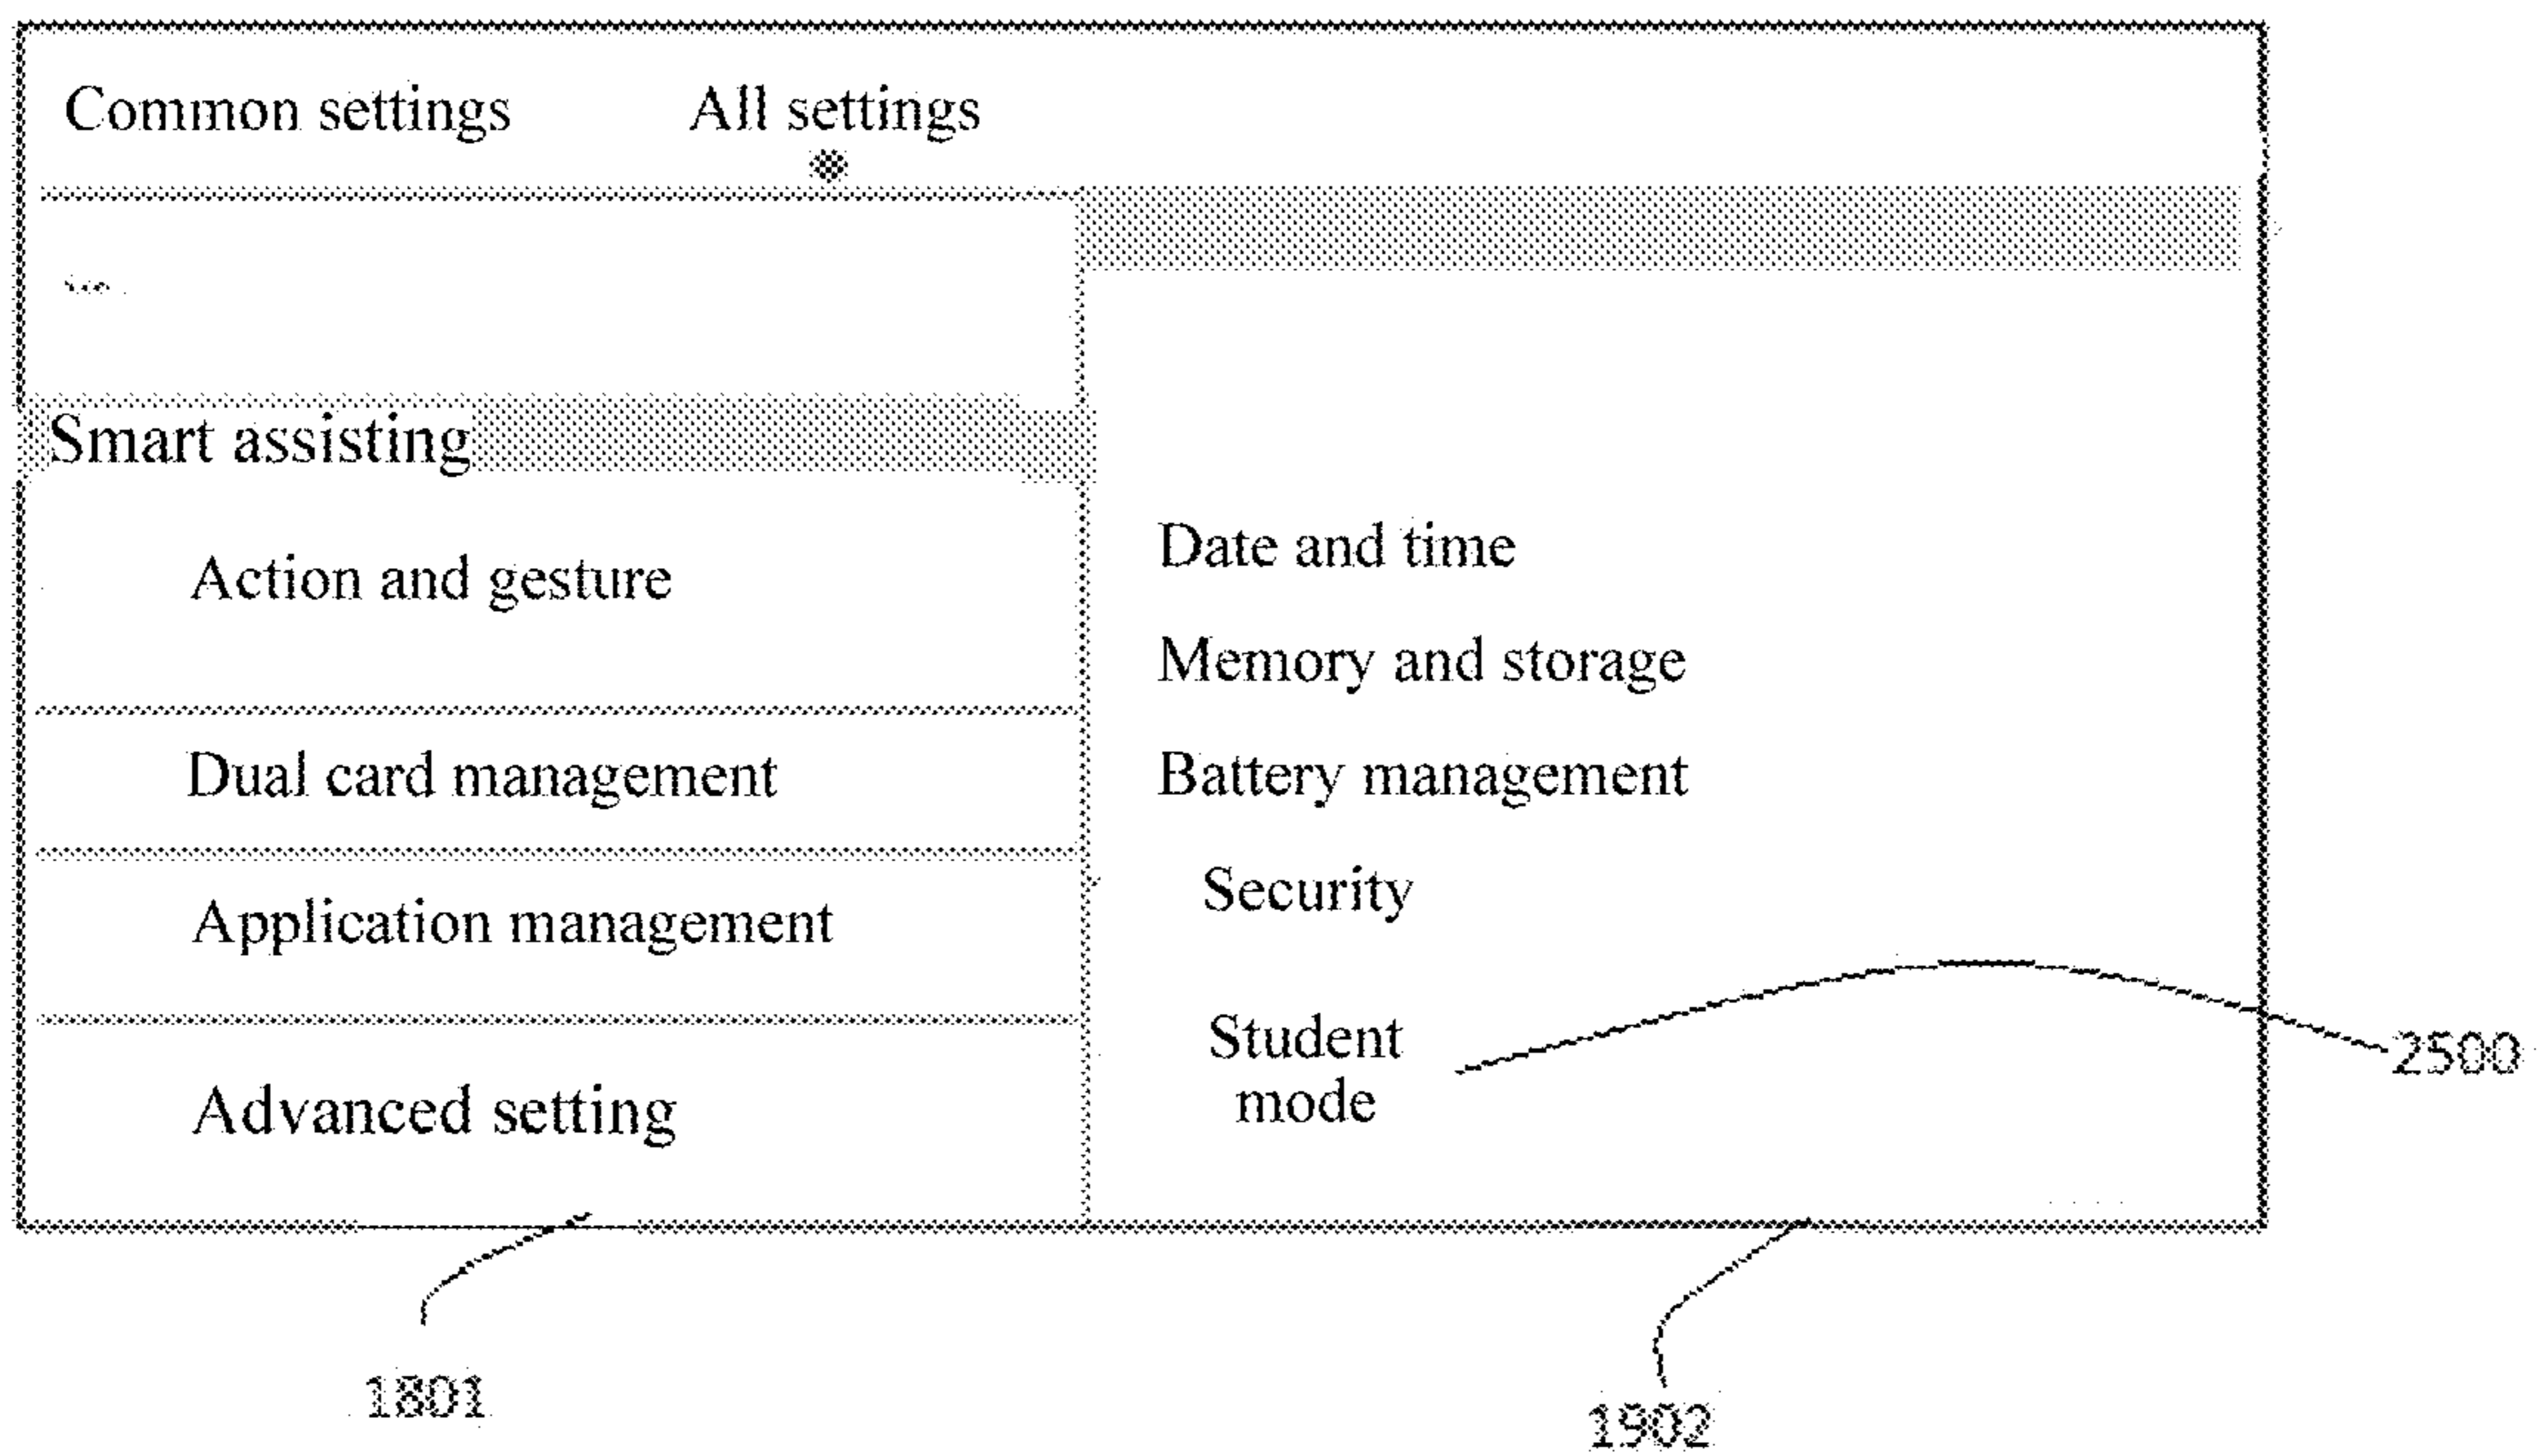 Common settings
All settings
Smart assisting
Action and gesture
Dual card management
Application management
Advanced setting
Date and time
Memory and storage
Battery management
Security
Student
mode
2500
1801
1902